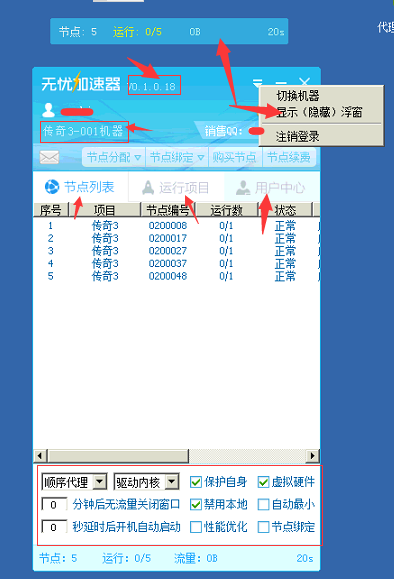 节点：5 运行：0/5 0B 20s
代理
无忧加速器 V0.1.0.18
切换机器
显示（隐藏）浮窗
注销登录
传奇3-001机器 销售QQ：
节点分配 节点绑定 购买节点 节点续费
节点列表 运行项目 用户中心
序号 项目 节点编号 运行数 状态
1 传奇3 0200008 0/1 正常
2 传奇3 0200017 0/1 正常
3 传奇3 0200027 0/1 正常
4 传奇3 0200037 0/1 正常
5 传奇3 0200048 0/1 正常
顺序代理 驱动内核 保护自身 虚拟硬件
0 分钟后无流量关闭窗口 禁用本地 自动最小
0 秒延时后开机自动启动 性能优化 节点绑定
节点：5 运行：0/5 流量：0B 20s